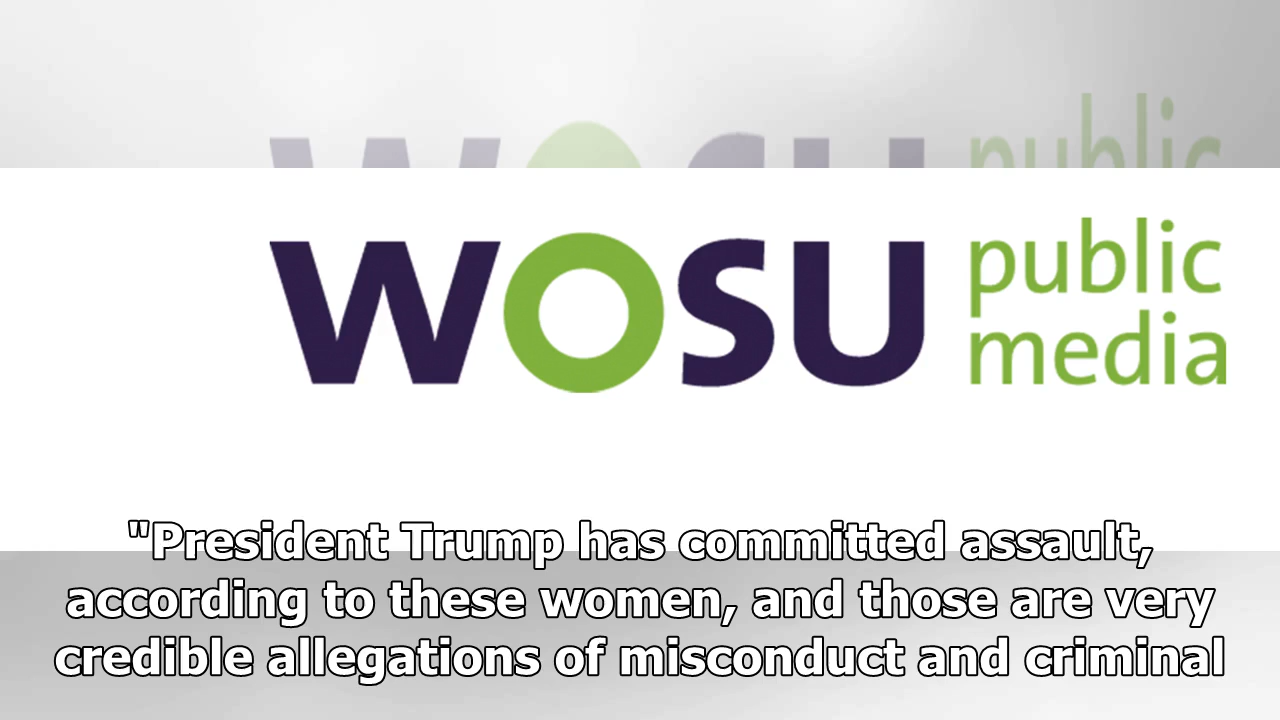 WOSU public
media
"President Trump has committed assault,
according to these women, and those are very
credible allegations of misconduct and criminal